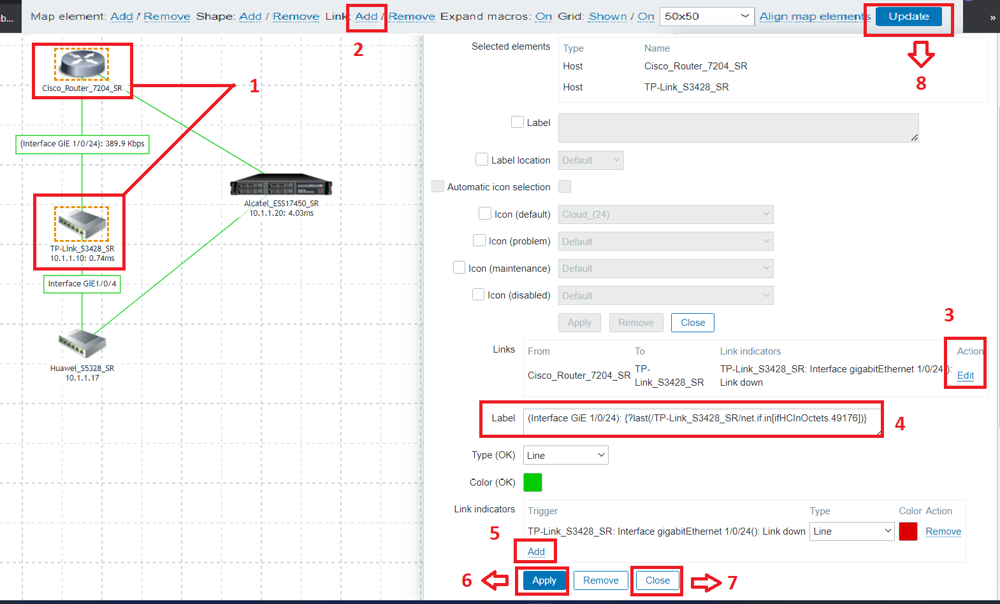 b...
Map element: Add / Remove Shape: Add / Remove Link: Add / Remove Expand macros: On Grid: Shown / On 50x50 Align map elements Update »
2
8
1
Cisco_Router_7204_SR
(Interface GiE 1/0/24): 389.9 Kbps
Alcatel_ESS17450_SR
10.1.1.20: 4.03ms
TP-Link_S3428_SR
10.1.1.10: 0.74ms
Interface GiE1/0/4
Huawei_S5328_SR
10.1.1.17
Selected elements Type Name
Host Cisco_Router_7204_SR
Host TP-Link_S3428_SR
Label
Label location Default
Automatic icon selection
Icon (default) Cloud_(24)
Icon (problem) Default
Icon (maintenance) Default
Icon (disabled) Default
Apply Remove Close
3
Links From To Link indicators Action
Cisco_Router_7204_SR TP-Link_S3428_SR TP-Link_S3428_SR: Interface gigabitEthernet 1/0/24(): Link down Edit
Label (Interface GiE 1/0/24): {?last(/TP-Link_S3428_SR/net.if.in[ifHCInOctets.49176])}
4
Type (OK) Line
Color (OK)
Link indicators Trigger Type Color Action
TP-Link_S3428_SR: Interface gigabitEthernet 1/0/24(): Link down Line Remove
5
Add
6 Apply Remove Close 7